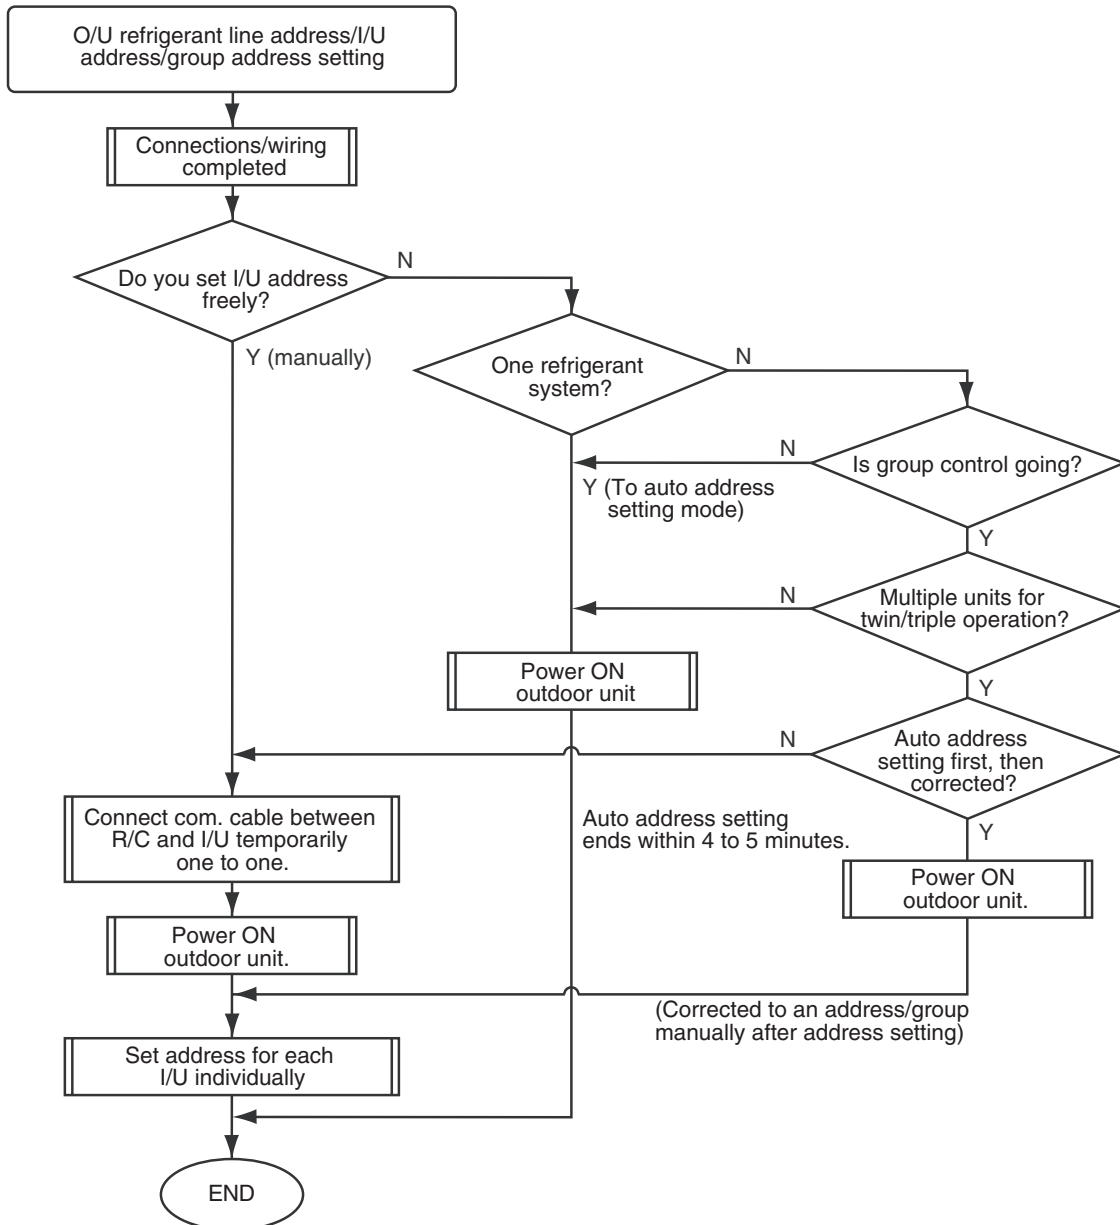 O/U refrigerant line address/I/U
address/group address setting
Connections/wiring
completed
Do you set I/U address
freely?
N
Y (manually)
One refrigerant
system?
N
Y (To auto address
setting mode)
Is group control going?
N
Y
Multiple units for
twin/triple operation?
N
Y
Power ON
outdoor unit
Auto address
setting first, then
corrected?
N
Y
Connect com. cable between
R/C and I/U temporarily
one to one.
Auto address setting
ends within 4 to 5 minutes.
Power ON
outdoor unit.
Power ON
outdoor unit.
(Corrected to an address/group
manually after address setting)
Set address for each
I/U individually
END